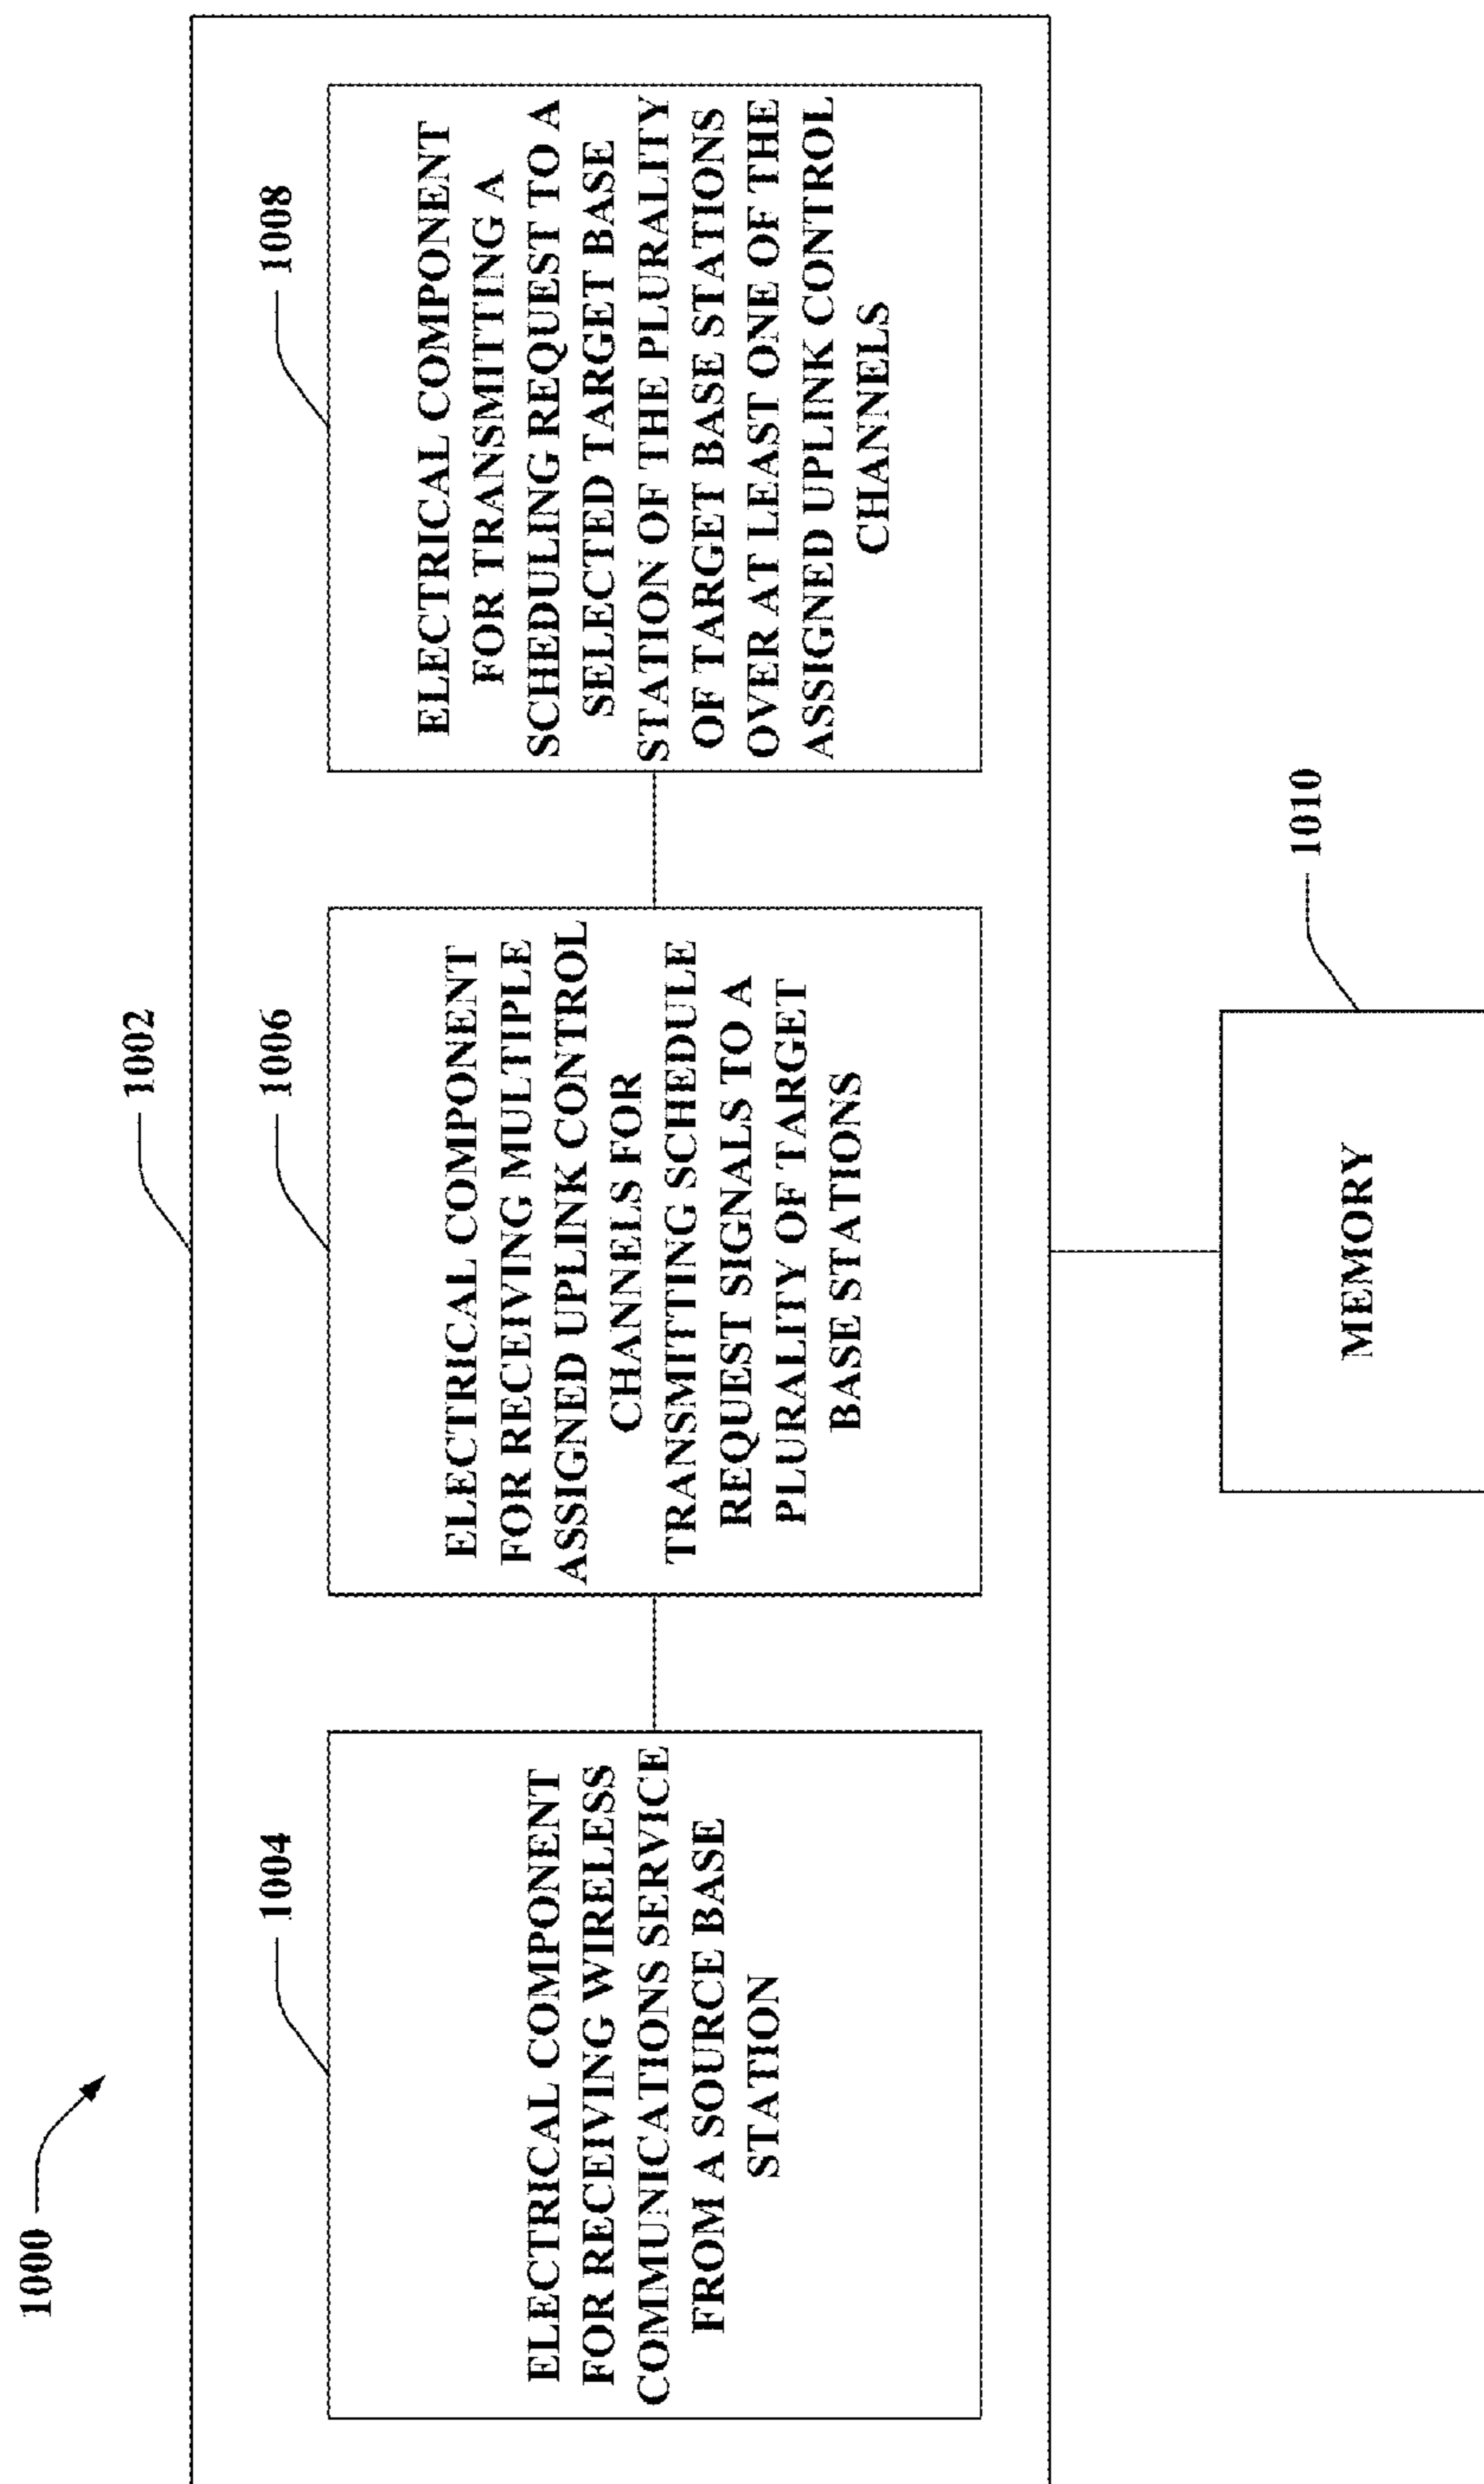 1000
1002
1004
ELECTRICAL COMPONENT
FOR RECEIVING WIRELESS
COMMUNICATIONS SERVICE
FROM A SOURCE BASE
STATION
1006
ELECTRICAL COMPONENT
FOR RECEIVING MULTIPLE
ASSIGNED UPLINK CONTROL
CHANNELS FOR
TRANSMITTING SCHEDULE
REQUEST SIGNALS TO A
PLURALITY OF TARGET
BASE STATIONS
1008
ELECTRICAL COMPONENT
FOR TRANSMITTING A
SCHEDULING REQUEST TO A
SELECTED TARGET BASE
STATION OF THE PLURALITY
OF TARGET BASE STATIONS
OVER AT LEAST ONE OF THE
ASSIGNED UPLINK CONTROL
CHANNELS
1010
MEMORY